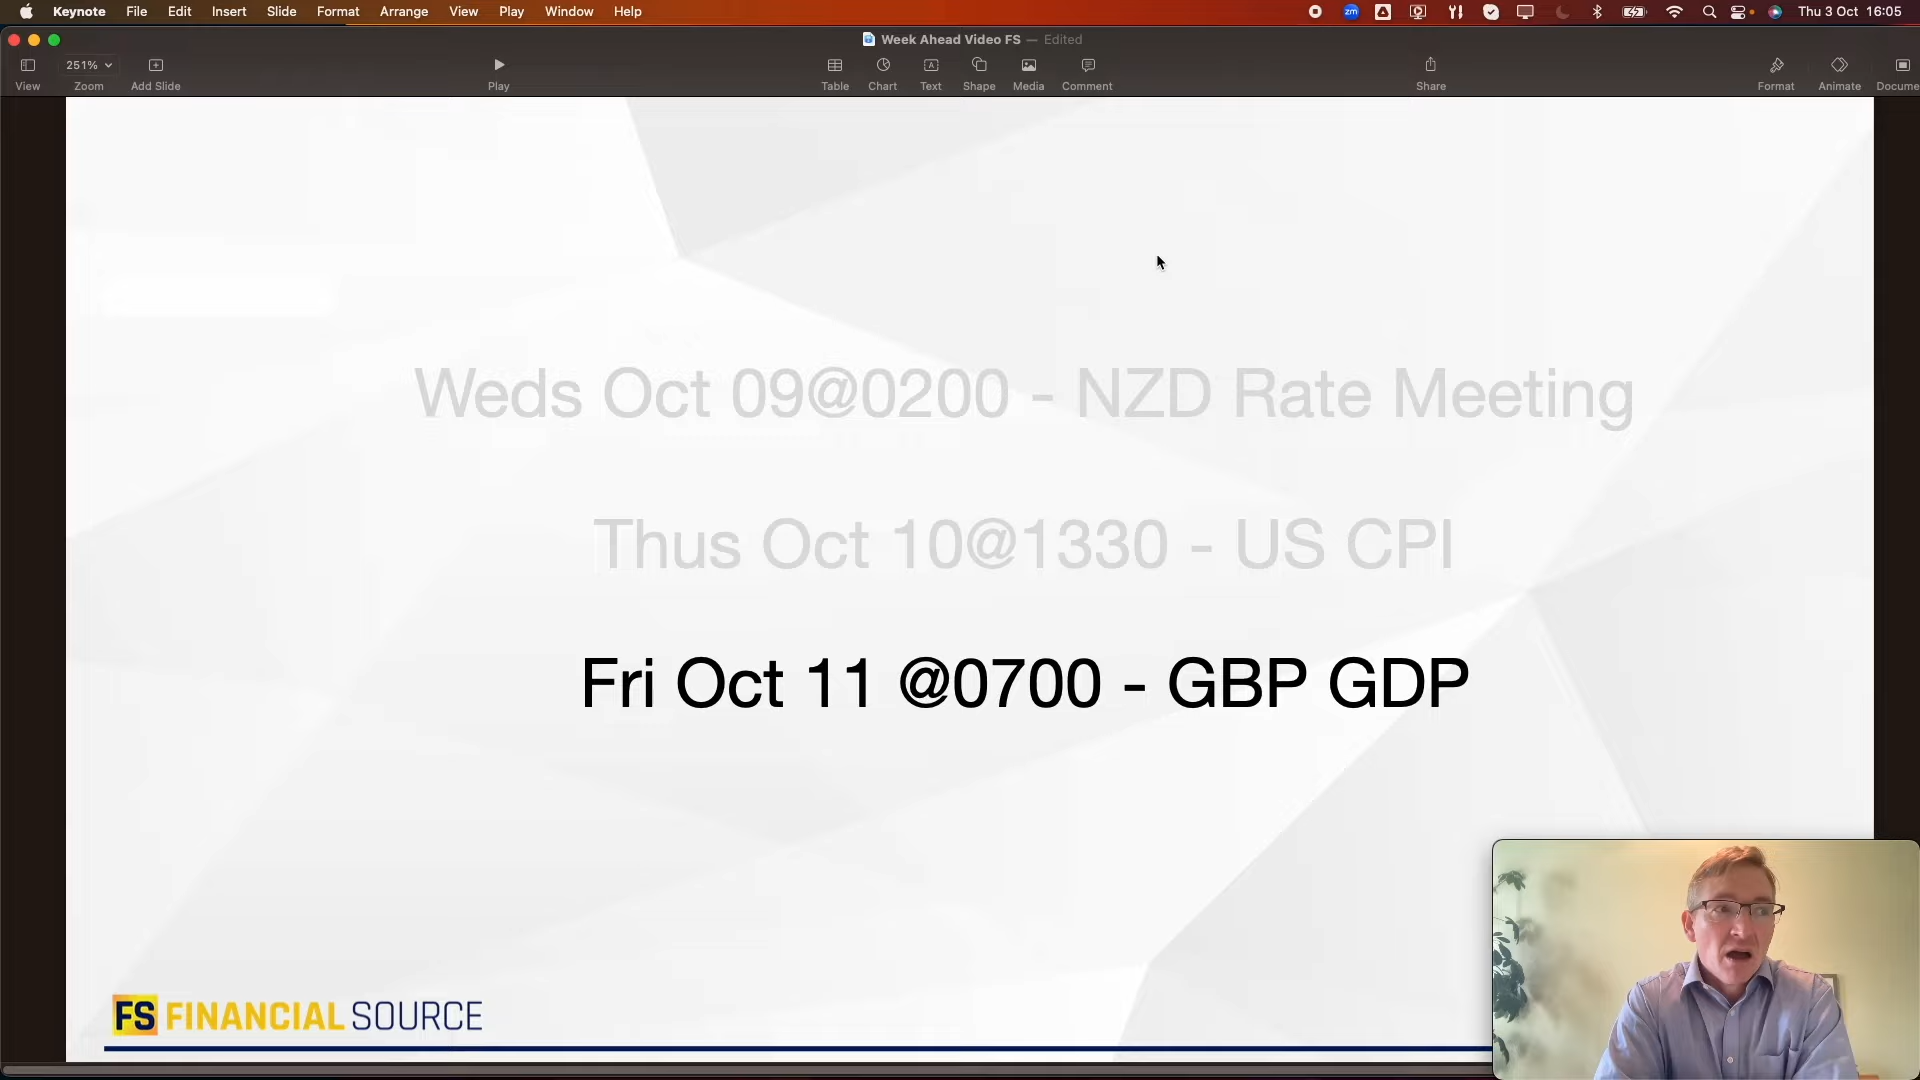 Keynote File Edit Insert Slide Format Arrange View Play Window Help zm Thu 3 Oct 16:05
Week Ahead Video FS — Edited
251%
View Zoom Add Slide Play Table Chart Text Shape Media Comment Share Format Animate Docume
Weds Oct 09@0200 - NZD Rate Meeting
Thus Oct 10@1330 - US CPI
Fri Oct 11 @0700 - GBP GDP
FS FINANCIAL SOURCE